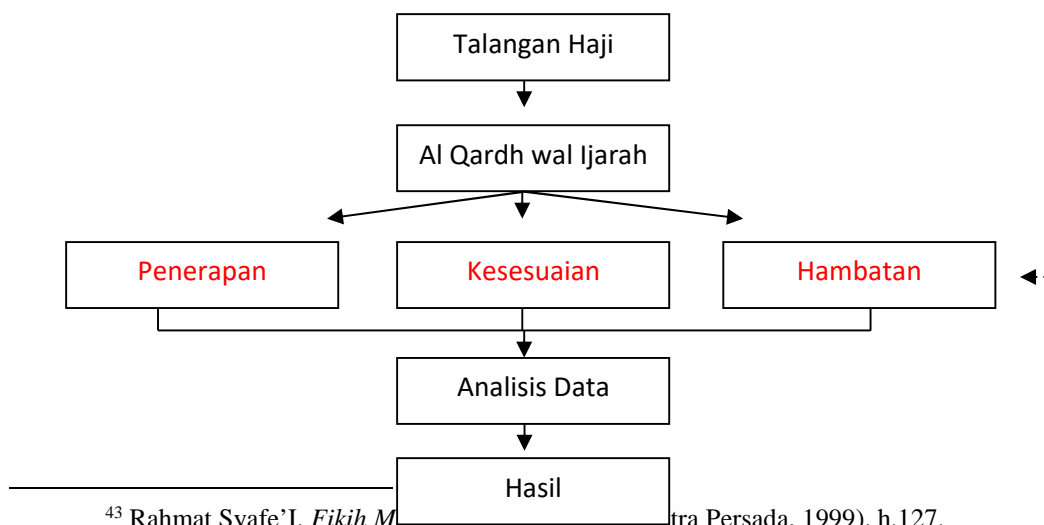 Talangan Haji
Al Qardh wal Ijarah
Penerapan Kesesuaian Hambatan
Analisis Data
Hasil
43 Rahmat Syafe'I, Fikih M tra Persada, 1999), h.127.